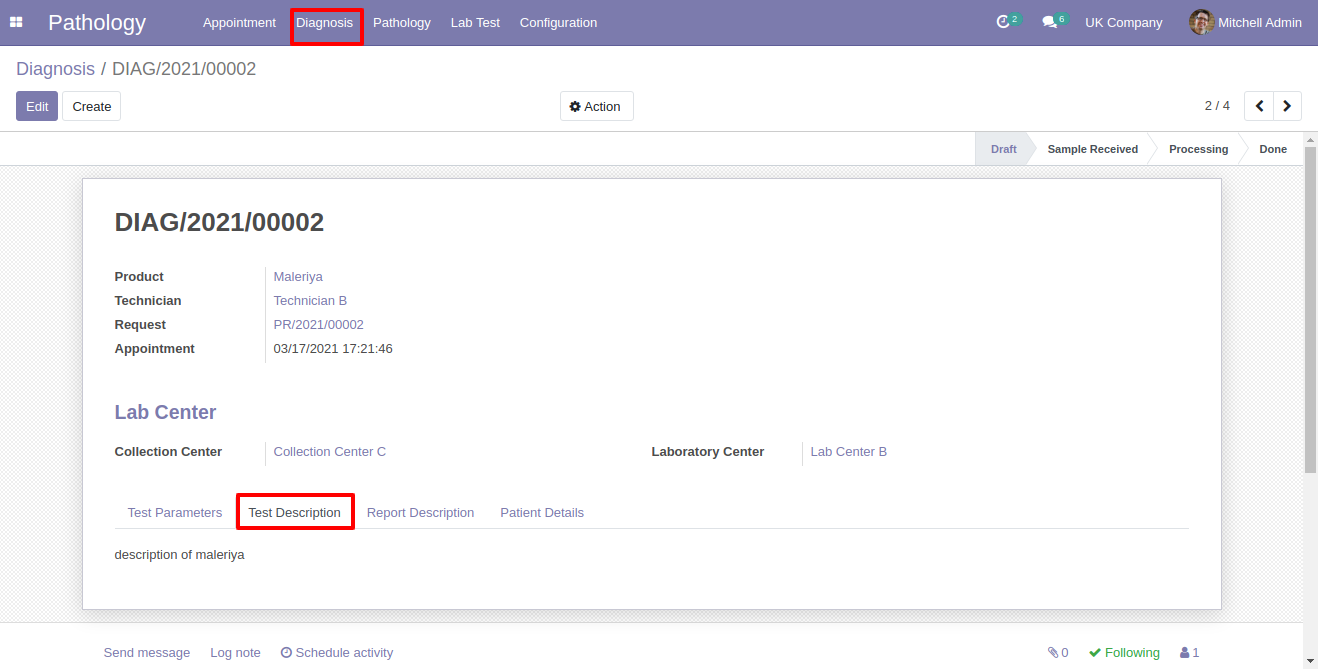 Pathology Appointment Diagnosis Pathology Lab Test Configuration 2 6 UK Company Mitchell Admin
Diagnosis / DIAG/2021/00002
Edit Create Action 2 / 4
Draft Sample Received Processing Done
DIAG/2021/00002
Product Maleriya
Technician Technician B
Request PR/2021/00002
Appointment 03/17/2021 17:21:46
Lab Center
Collection Center Collection Center C Laboratory Center Lab Center B
Test Parameters Test Description Report Description Patient Details
description of maleriya
Send message Log note Schedule activity 0 Following 1